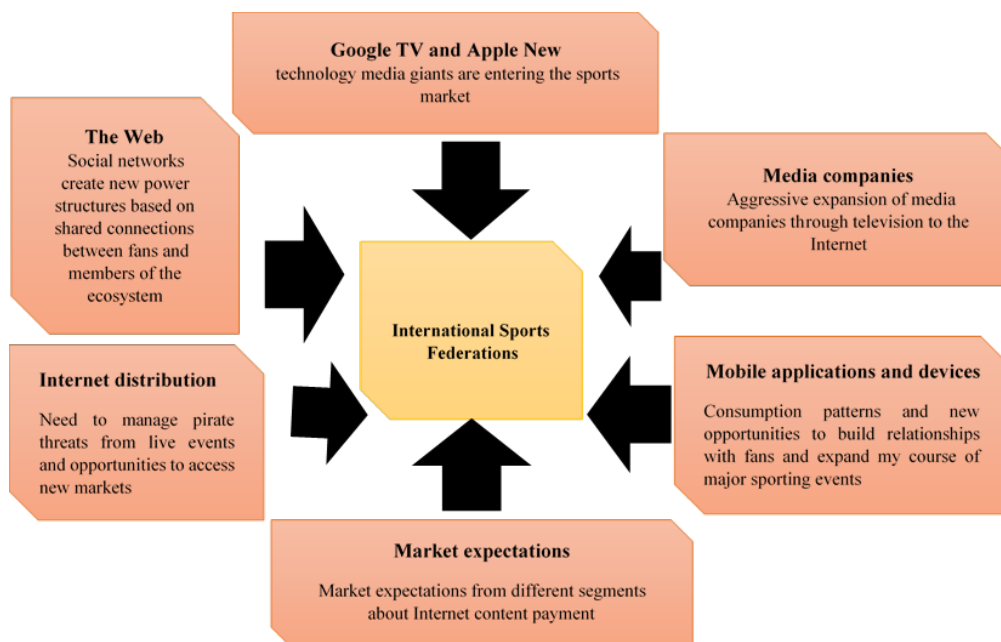 Google TV and Apple New
technology media giants are entering the sports
market
The Web
Social networks
create new power
structures based on
shared connections
between fans and
members of the
ecosystem
Media companies
Aggressive expansion of media
companies through television to the
Internet
International Sports
Federations
Internet distribution
Need to manage pirate
threats from live events
and opportunities to access
new markets
Mobile applications and devices
Consumption patterns and new
opportunities to build relationships
with fans and expand my course of
major sporting events
Market expectations
Market expectations from different segments
about Internet content payment